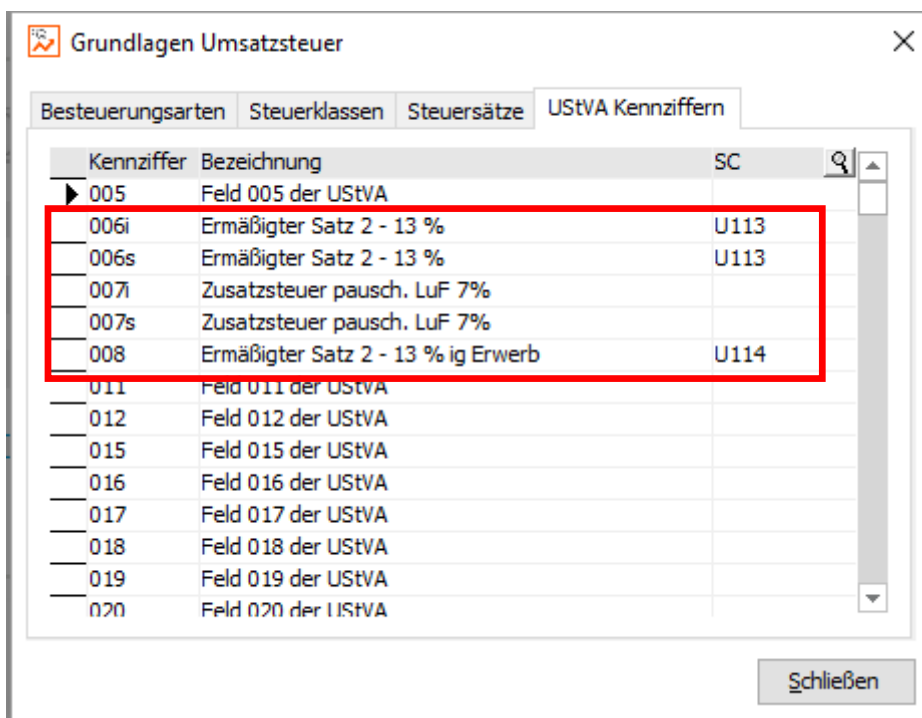 Grundlagen Umsatzsteuer
Besteuerungsarten Steuerklassen Steuersätze UStVA Kennziffern
Kennziffer Bezeichnung SC
005 Feld 005 der UStVA
006i Ermäßigter Satz 2 - 13 % U113
006s Ermäßigter Satz 2 - 13 % U113
007i Zusatzsteuer pausch. LuF 7%
007s Zusatzsteuer pausch. LuF 7%
008 Ermäßigter Satz 2 - 13 % ig Erwerb U114
011 Feld 011 der UStVA
012 Feld 012 der UStVA
015 Feld 015 der UStVA
016 Feld 016 der UStVA
017 Feld 017 der UStVA
018 Feld 018 der UStVA
019 Feld 019 der UStVA
020 Feld 020 der UStVA
Schließen